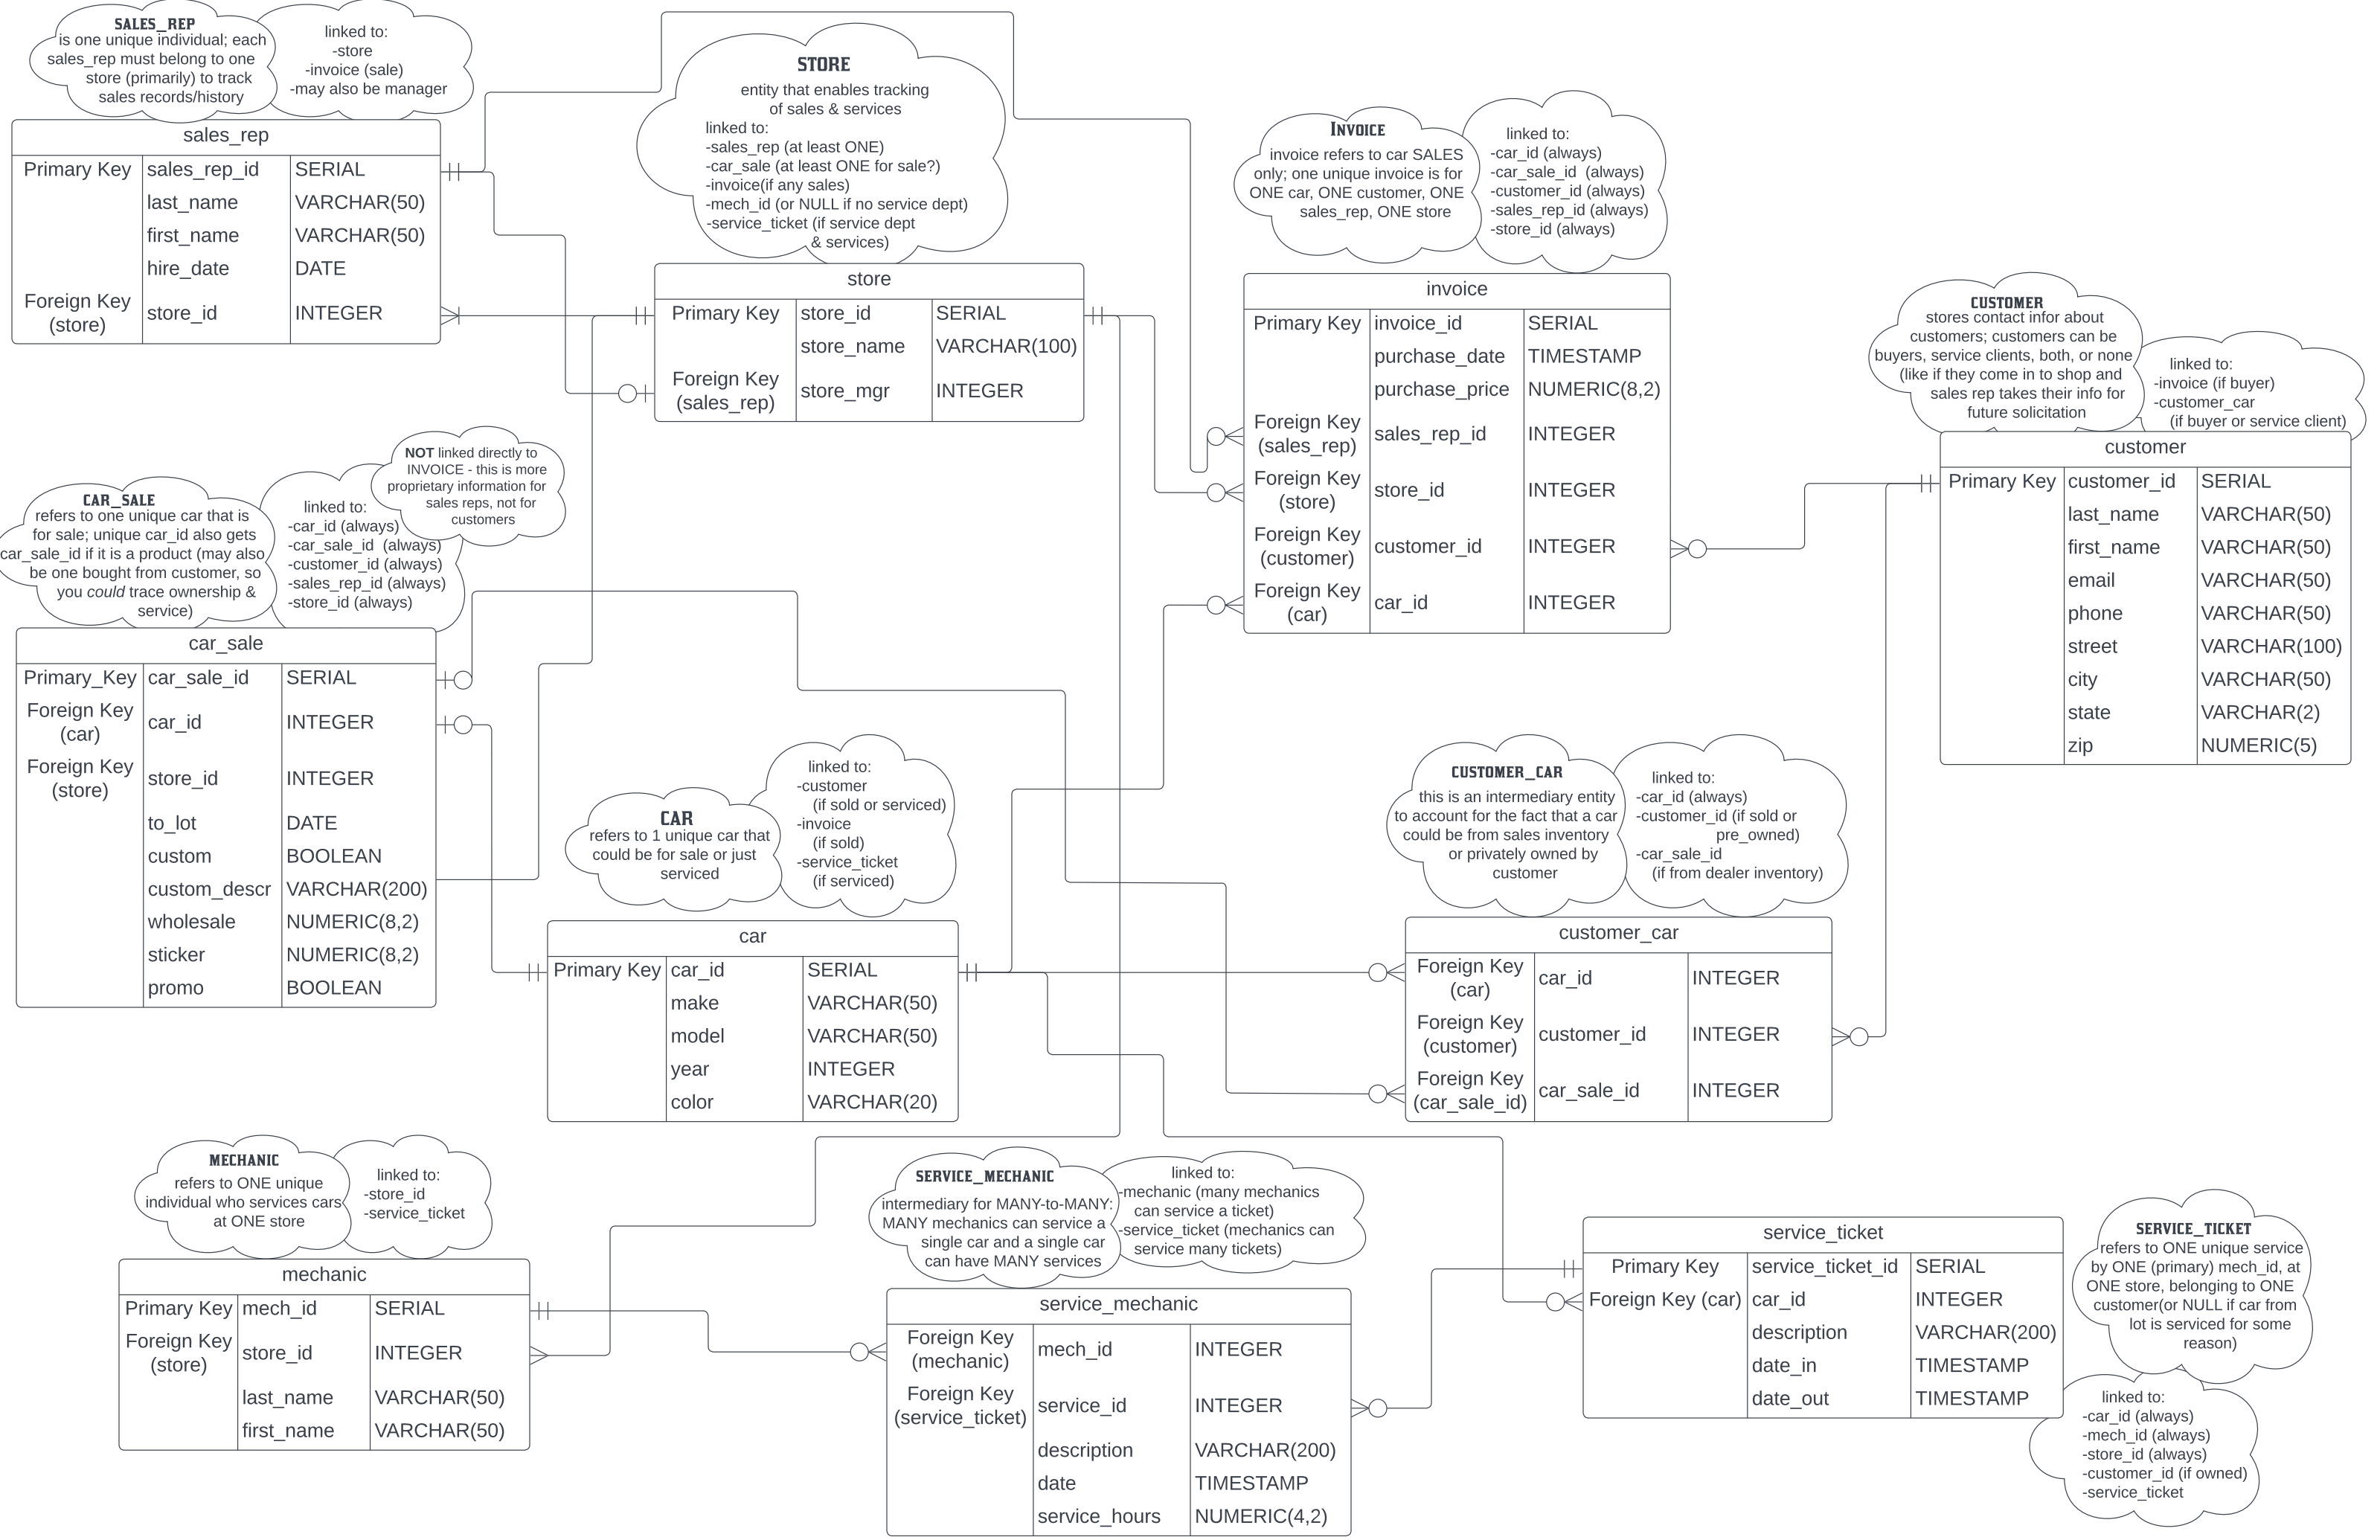 SALES_REP
is one unique individual; each
sales_rep must belong to one
store (primarily) to track
sales records/history
linked to:
-store
-invoice (sale)
-may also be manager
sales_rep
Primary Key sales_rep_id SERIAL
last_name VARCHAR(50)
first_name VARCHAR(50)
hire_date DATE
Foreign Key
(store) store_id INTEGER
STORE
entity that enables tracking
of sales & services
linked to:
-sales_rep (at least ONE)
-car_sale (at least ONE for sale?)
-invoice(if any sales)
-mech_id (or NULL if no service dept)
-service_ticket (if service dept
& services)
store
Primary Key store_id SERIAL
store_name VARCHAR(100)
Foreign Key
(sales_rep) store_mgr INTEGER
INVOICE
invoice refers to car SALES
only; one unique invoice is for
ONE car, ONE customer, ONE
sales_rep, ONE store
linked to:
-car_id (always)
-car_sale_id (always)
-customer_id (always)
-sales_rep_id (always)
-store_id (always)
invoice
Primary Key invoice_id SERIAL
purchase_date TIMESTAMP
purchase_price NUMERIC(8,2)
Foreign Key
(sales_rep) sales_rep_id INTEGER
Foreign Key
(store) store_id INTEGER
Foreign Key
(customer) customer_id INTEGER
Foreign Key
(car) car_id INTEGER
CUSTOMER
stores contact infor about
customers; customers can be
buyers, service clients, both, or none
(like if they come in to shop and
sales rep takes their info for
future solicitation
linked to:
-invoice (if buyer)
-customer_car
(if buyer or service client)
customer
Primary Key customer_id SERIAL
last_name VARCHAR(50)
first_name VARCHAR(50)
email VARCHAR(50)
phone VARCHAR(50)
street VARCHAR(100)
city VARCHAR(50)
state VARCHAR(2)
zip NUMERIC(5)
CAR_SALE
refers to one unique car that is
for sale; unique car_id also gets
car_sale_id if it is a product (may also
be one bought from customer, so
you could trace ownership &
service)
linked to:
-car_id (always)
-car_sale_id (always)
-customer_id (always)
-sales_rep_id (always)
-store_id (always)
NOT linked directly to
INVOICE - this is more
proprietary information for
sales reps, not for
customers
car_sale
Primary_Key car_sale_id SERIAL
Foreign Key
(car) car_id INTEGER
Foreign Key
(store) store_id INTEGER
to_lot DATE
custom BOOLEAN
custom_descr VARCHAR(200)
wholesale NUMERIC(8,2)
sticker NUMERIC(8,2)
promo BOOLEAN
CAR
refers to 1 unique car that
could be for sale or just
serviced
linked to:
-customer
(if sold or serviced)
-invoice
(if sold)
-service_ticket
(if serviced)
car
Primary Key car_id SERIAL
make VARCHAR(50)
model VARCHAR(50)
year INTEGER
color VARCHAR(20)
CUSTOMER_CAR
this is an intermediary entity
to account for the fact that a car
could be from sales inventory
or privately owned by
customer
linked to:
-car_id (always)
-customer_id (if sold or
pre_owned)
-car_sale_id
(if from dealer inventory)
customer_car
Foreign Key
(car) car_id INTEGER
Foreign Key
(customer) customer_id INTEGER
Foreign Key
(car_sale_id) car_sale_id INTEGER
MECHANIC
refers to ONE unique
individual who services cars
at ONE store
linked to:
-store_id
-service_ticket
mechanic
Primary Key mech_id SERIAL
Foreign Key
(store) store_id INTEGER
last_name VARCHAR(50)
first_name VARCHAR(50)
SERVICE_MECHANIC
intermediary for MANY-to-MANY:
MANY mechanics can service a
single car and a single car
can have MANY services
linked to:
-mechanic (many mechanics
can service a ticket)
-service_ticket (mechanics can
service many tickets)
service_mechanic
Foreign Key
(mechanic) mech_id INTEGER
Foreign Key
(service_ticket) service_id INTEGER
description VARCHAR(200)
date TIMESTAMP
service_hours NUMERIC(4,2)
service_ticket
Primary Key service_ticket_id SERIAL
Foreign Key (car) car_id INTEGER
description VARCHAR(200)
date_in TIMESTAMP
date_out TIMESTAMP
SERVICE_TICKET
refers to ONE unique service
by ONE (primary) mech_id, at
ONE store, belonging to ONE
customer(or NULL if car from
lot is serviced for some
reason)
linked to:
-car_id (always)
-mech_id (always)
-store_id (always)
-customer_id (if owned)
-service_ticket